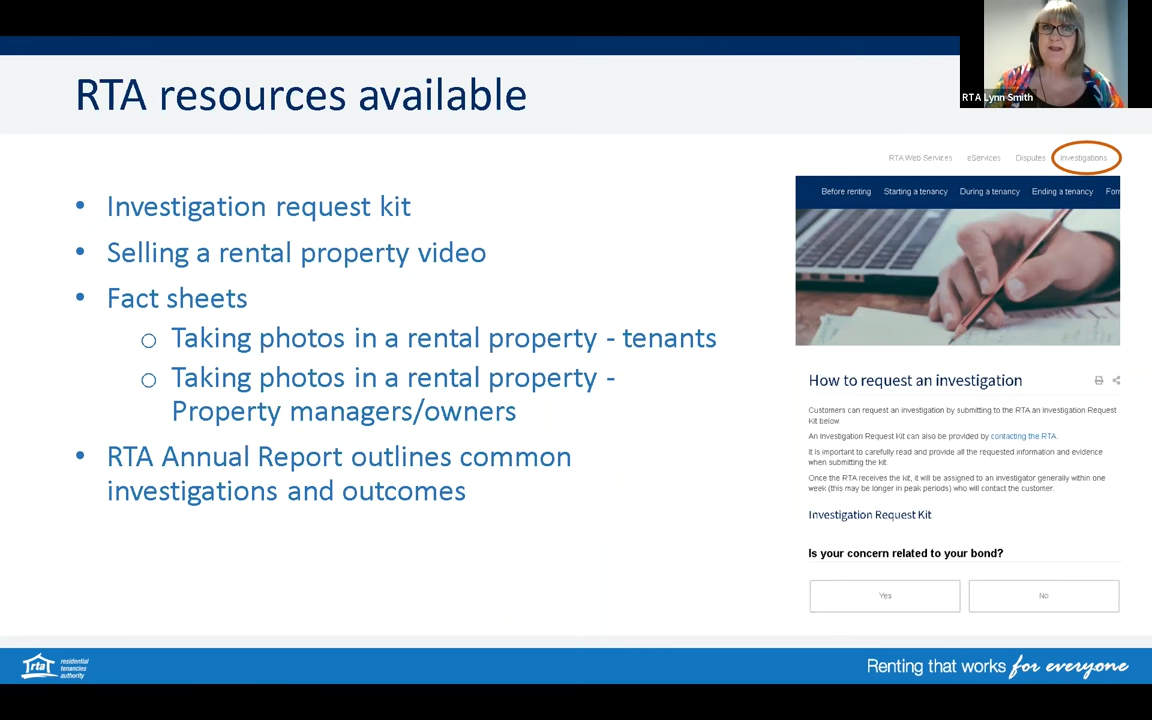 RTA resources available
RTA Lynn Smith
• Investigation request kit
• Selling a rental property video
• Fact sheets
o Taking photos in a rental property - tenants
o Taking photos in a rental property -
Property managers/owners
• RTA Annual Report outlines common
investigations and outcomes
RTA Web Services eServices Disputes Investigations
Before renting Starting a tenancy During a tenancy Ending a tenancy Forn
How to request an investigation
Customers can request an investigation by submitting to the RTA an Investigation Request
Kit below.
An Investigation Request Kit can also be provided by contacting the RTA.
It is important to carefully read and provide all the requested information and evidence
when submitting the kit.
Once the RTA receives the kit, it will be assigned to an investigator generally within one
week (this may be longer in peak periods) who will contact the customer.
Investigation Request Kit
Is your concern related to your bond?
Yes No
rta residential
tenancies
authority
Renting that works for everyone